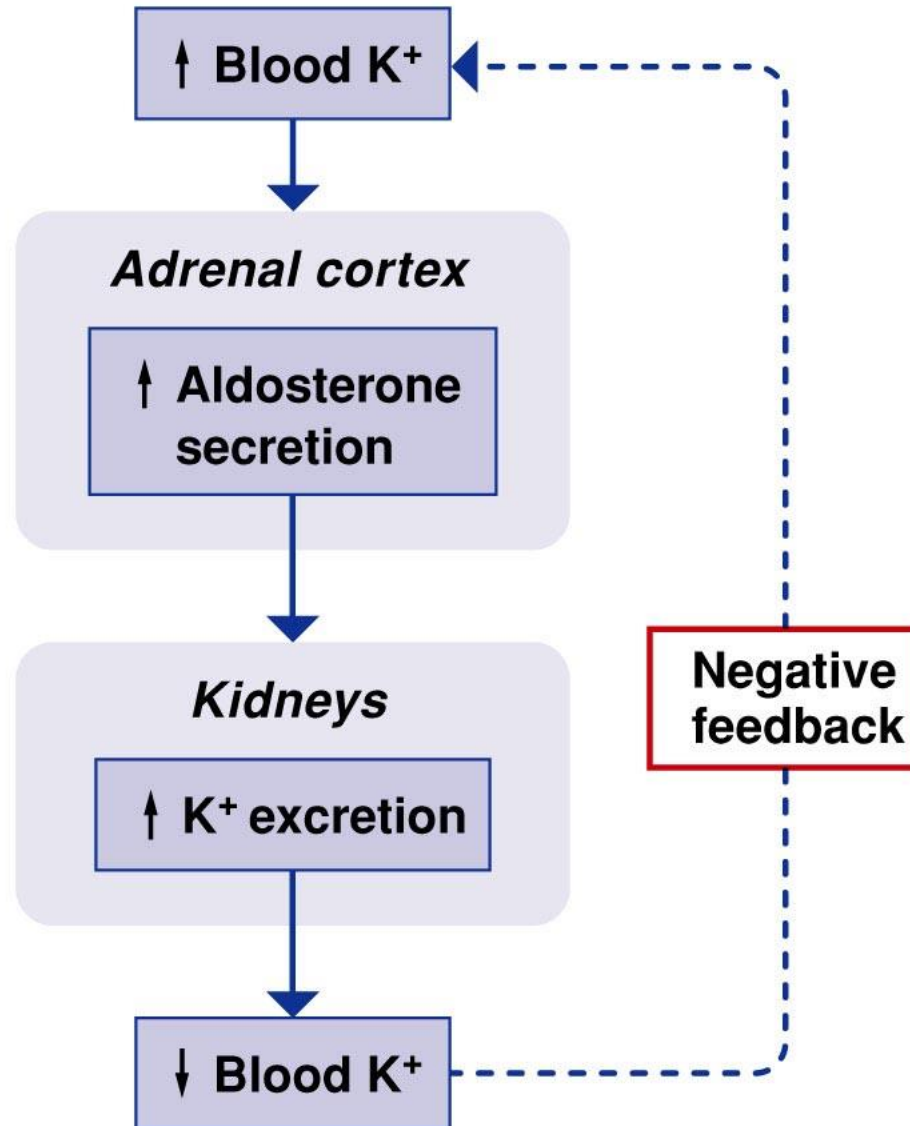 ↑ Blood K⁺
Adrenal cortex
↑ Aldosterone
secretion
Kidneys
↑ K⁺ excretion
↓ Blood K⁺
Negative
feedback